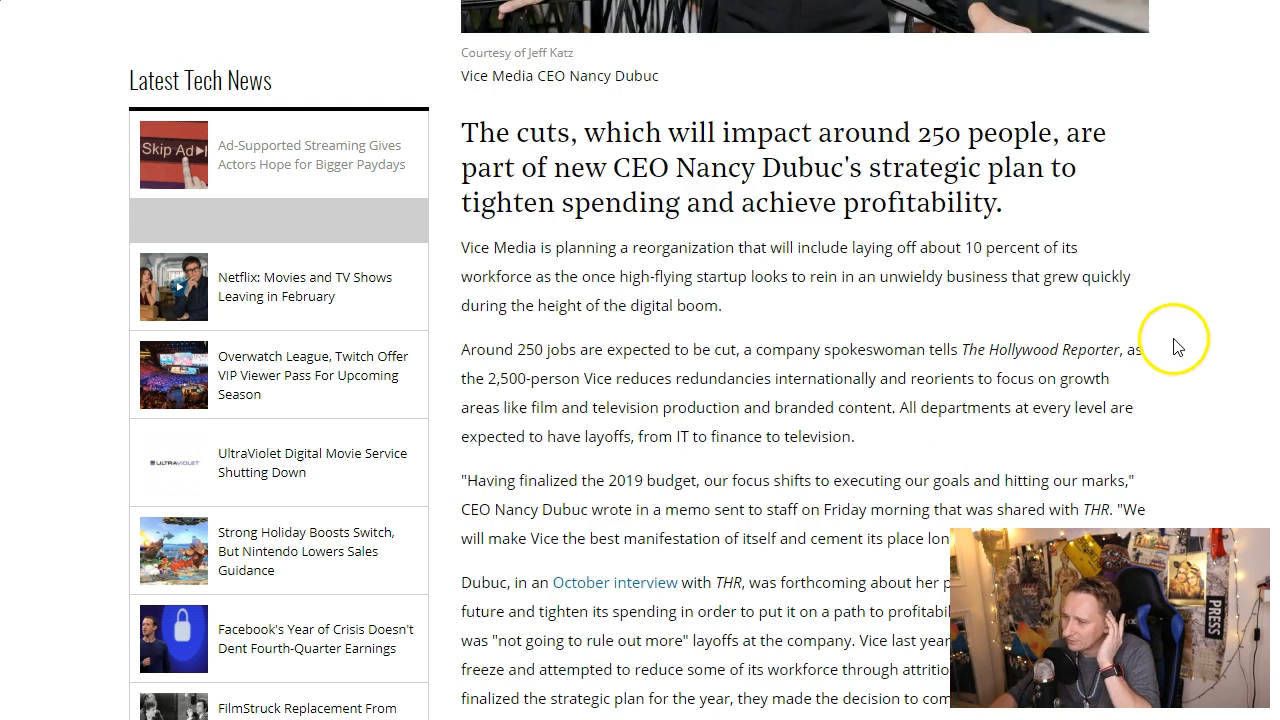 Courtesy of Jeff Katz
Vice Media CEO Nancy Dubuc
Latest Tech News
Skip Ad
Ad-Supported Streaming Gives
Actors Hope for Bigger Paydays
Netflix: Movies and TV Shows
Leaving in February
Overwatch League, Twitch Offer
VIP Viewer Pass For Upcoming
Season
ULTRAVIOLET
UltraViolet Digital Movie Service
Shutting Down
Strong Holiday Boosts Switch,
But Nintendo Lowers Sales
Guidance
Facebook's Year of Crisis Doesn't
Dent Fourth-Quarter Earnings
FilmStruck Replacement From
The cuts, which will impact around 250 people, are
part of new CEO Nancy Dubuc's strategic plan to
tighten spending and achieve profitability.
Vice Media is planning a reorganization that will include laying off about 10 percent of its
workforce as the once high-flying startup looks to rein in an unwieldy business that grew quickly
during the height of the digital boom.
Around 250 jobs are expected to be cut, a company spokeswoman tells The Hollywood Reporter, as
the 2,500-person Vice reduces redundancies internationally and reorients to focus on growth
areas like film and television production and branded content. All departments at every level are
expected to have layoffs, from IT to finance to television.
"Having finalized the 2019 budget, our focus shifts to executing our goals and hitting our marks,"
CEO Nancy Dubuc wrote in a memo sent to staff on Friday morning that was shared with THR. "We
will make Vice the best manifestation of itself and cement its place lon
Dubuc, in an October interview with THR, was forthcoming about her p
future and tighten its spending in order to put it on a path to profitabil
was "not going to rule out more" layoffs at the company. Vice last year
freeze and attempted to reduce some of its workforce through attritio
finalized the strategic plan for the year, they made the decision to com
PRESS